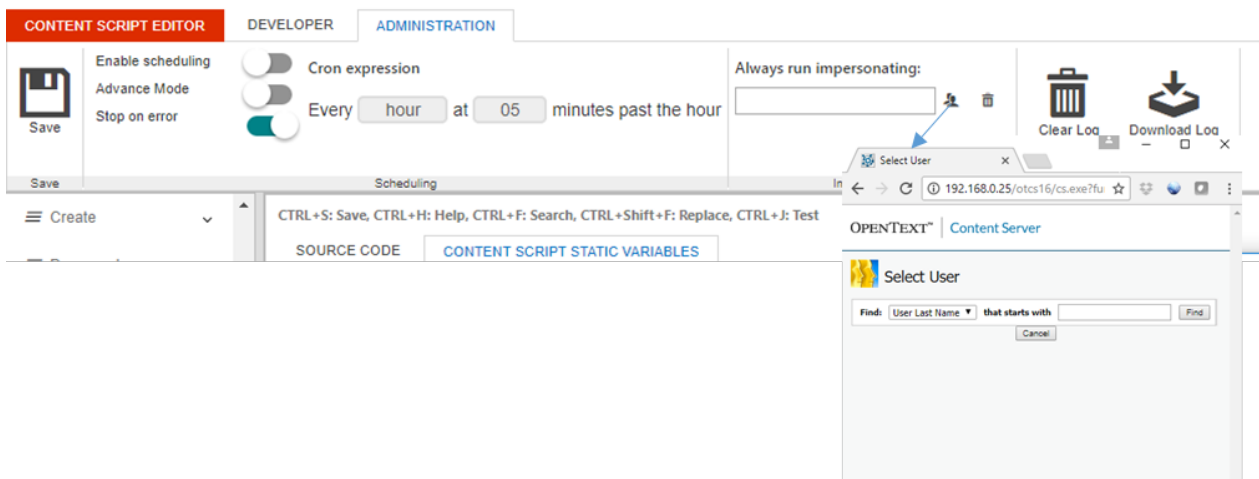 CONTENT SCRIPT EDITOR DEVELOPER ADMINISTRATION
Enable scheduling
Advance Mode
Stop on error
Cron expression
Every hour at 05 minutes past the hour
Always run impersonating:
Save
Clear Log Download Log
Save Scheduling
Select User
192.168.0.25/otcs16/cs.exe?fu
Create
CTRL+S: Save, CTRL+H: Help, CTRL+F: Search, CTRL+Shift+F: Replace, CTRL+J: Test
SOURCE CODE CONTENT SCRIPT STATIC VARIABLES
OPENTEXT™ Content Server
Select User
Find: User Last Name that starts with Find
Cancel